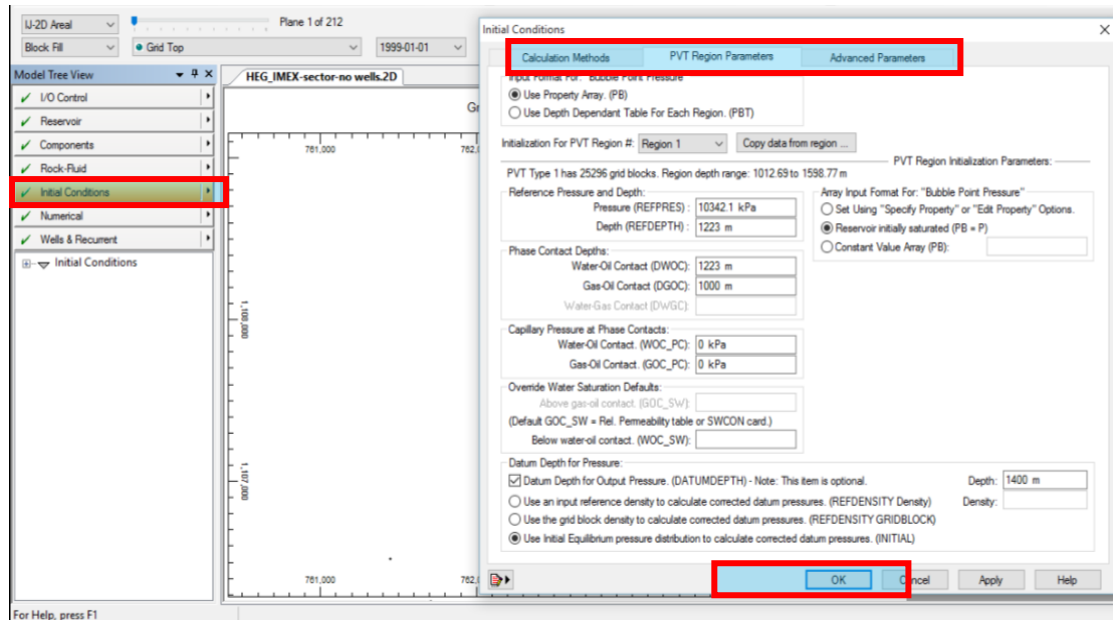 IJ-2D Areal
Plane 1 of 212
Block Fill
Grid Top
1999-01-01
Model Tree View
HEG_IMEX-sector-no wells.2D
I/O Control
Reservoir
Components
Rock-Fluid
Initial Conditions
Numerical
Wells & Recurrent
Initial Conditions
Gr
761,000
762,
1,108,000
1,107,000
761,000
762,
For Help, press F1
Initial Conditions
Calculation Methods
PVT Region Parameters
Advanced Parameters
Input Format For: "Bubble Point Pressure"
Use Property Array. (PB)
Use Depth Dependant Table For Each Region. (PBT)
Initialization For PVT Region #: Region 1 Copy data from region ...
PVT Region Initialization Parameters:
PVT Type 1 has 25296 grid blocks. Region depth range: 1012.69 to 1598.77 m
Reference Pressure and Depth:
Pressure (REFPRES) : 10342.1 kPa
Depth (REFDEPTH) : 1223 m
Array Input Format For: "Bubble Point Pressure"
Set Using "Specify Property" or "Edit Property" Options.
Reservoir initially saturated (PB = P)
Constant Value Array (PB):
Phase Contact Depths:
Water-Oil Contact (DWOC): 1223 m
Gas-Oil Contact (DGOC): 1000 m
Water-Gas Contact (DWGC):
Capillary Pressure at Phase Contacts:
Water-Oil Contact. (WOC_PC): 0 kPa
Gas-Oil Contact. (GOC_PC): 0 kPa
Override Water Saturation Defaults:
Above gas-oil contact. (GOC_SW):
(Default GOC_SW = Rel. Permeability table or SWCON card.)
Below water-oil contact. (WOC_SW):
Datum Depth for Pressure:
Datum Depth for Output Pressure. (DATUMDEPTH) - Note: This item is optional. Depth: 1400 m
Use an input reference density to calculate corrected datum pressures. (REFDENSITY Density) Density:
Use the grid block density to calculate corrected datum pressures. (REFDENSITY GRIDBLOCK)
Use Initial Equilibrium pressure distribution to calculate corrected datum pressures. (INITIAL)
OK Cancel Apply Help